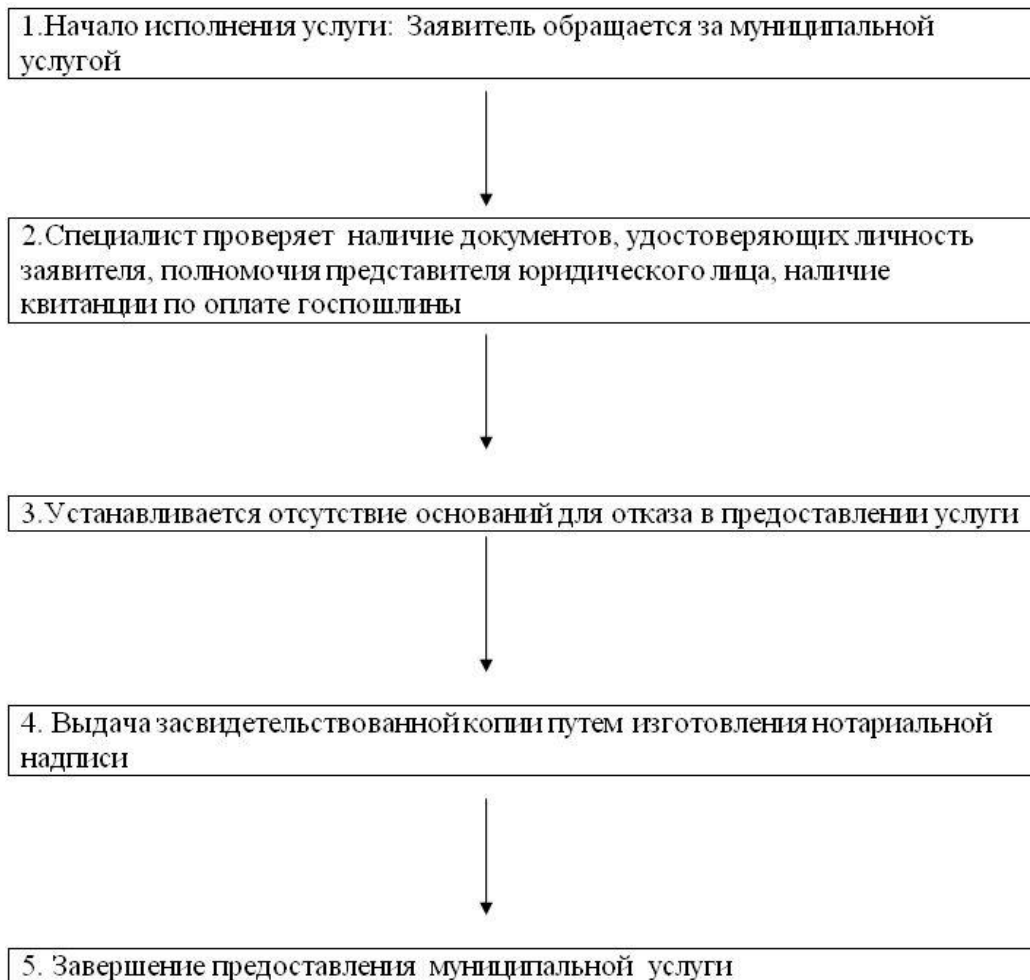 1.Начало исполнения услуги: Заявитель обращается за муниципальной
услугой
2.Специалист проверяет наличие документов, удостоверяющих личность
заявителя, полномочия представителя юридического лица, наличие
квитанции по оплате госпошлины
3.Устанавливается отсутствие оснований для отказа в предоставлении услуги
4. Выдача засвидетельствованной копии путем изготовления нотариальной
надписи
5. Завершение предоставления муниципальной услуги